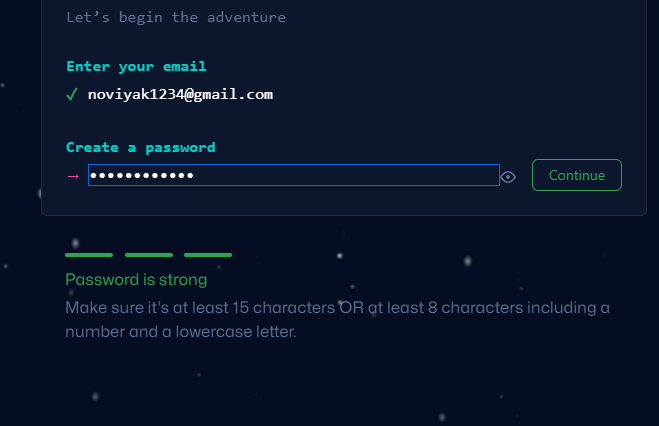 Let’s begin the adventure
Enter your email
✓ noviyak1234@gmail.com
Create a password
→ ••••••••••••
Continue
Password is strong
Make sure it's at least 15 characters OR at least 8 characters including a
number and a lowercase letter.